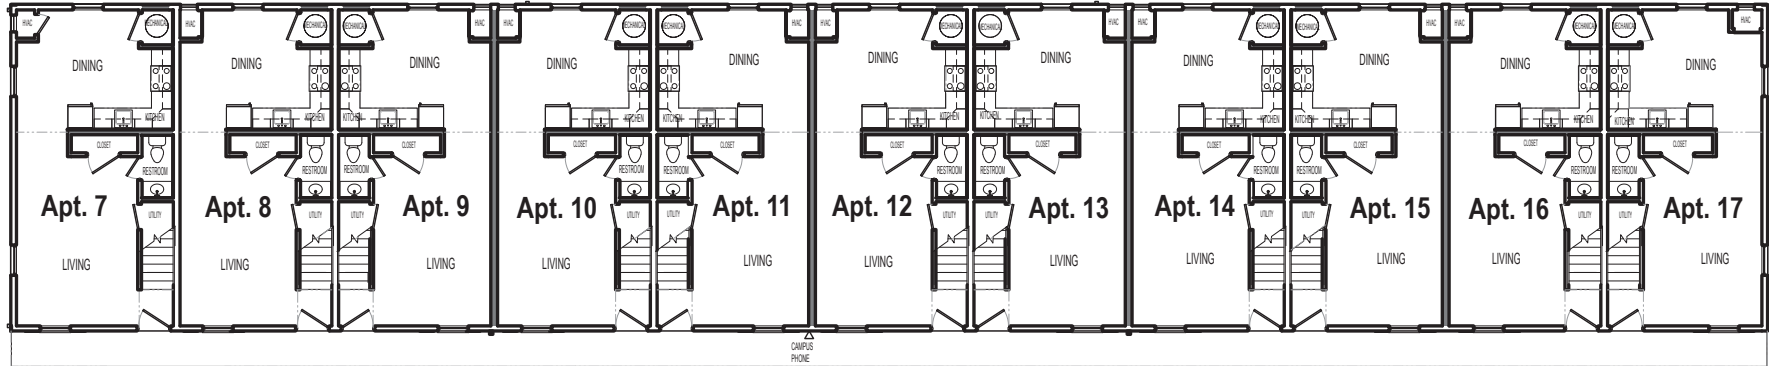 HVAC MECHANICAL HVAC MECHANICAL MECHANICAL HVAC HVAC MECHANICAL MECHANICAL HVAC HVAC MECHANICAL MECHANICAL HVAC HVAC MECHANICAL MECHANICAL HVAC HVAC MECHANICAL MECHANICAL HVAC
DINING DINING DINING DINING DINING DINING DINING DINING DINING DINING DINING
KITCHEN KITCHEN KITCHEN KITCHEN KITCHEN KITCHEN KITCHEN KITCHEN KITCHEN KITCHEN
CLOSET CLOSET CLOSET CLOSET CLOSET CLOSET CLOSET CLOSET CLOSET CLOSET CLOSET
RESTROOM RESTROOM RESTROOM RESTROOM RESTROOM RESTROOM RESTROOM RESTROOM RESTROOM RESTROOM RESTROOM
Apt. 7 Apt. 8 Apt. 9 Apt. 10 Apt. 11 Apt. 12 Apt. 13 Apt. 14 Apt. 15 Apt. 16 Apt. 17
UTILITY UTILITY UTILITY UTILITY UTILITY UTILITY UTILITY UTILITY UTILITY UTILITY UTILITY
LIVING LIVING LIVING LIVING LIVING LIVING LIVING LIVING LIVING LIVING LIVING
CAMPUS
PHONE